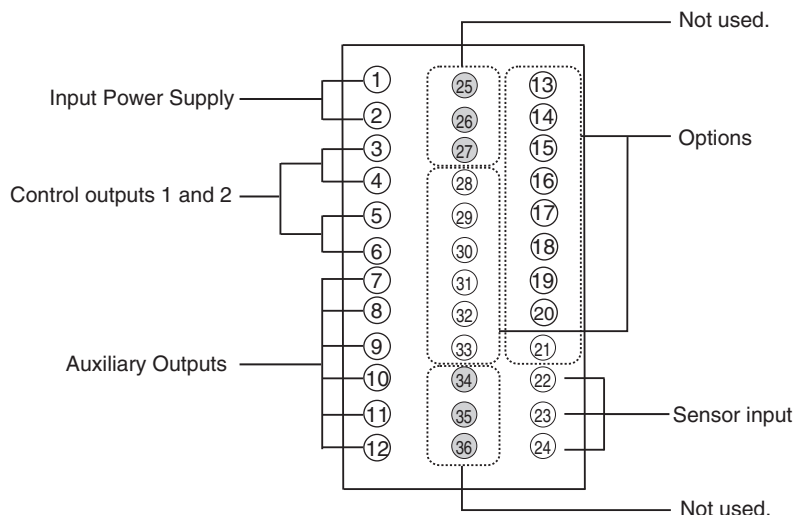 Not used.
1 25 13
Input Power Supply
2 26 14
3 27 15
Options
4 28 16
Control outputs 1 and 2
5 29 17
6 30 18
7 31 19
8 32 20
9 33 21
Auxiliary Outputs
10 34 22
11 35 23
Sensor input
12 36 24
Not used.